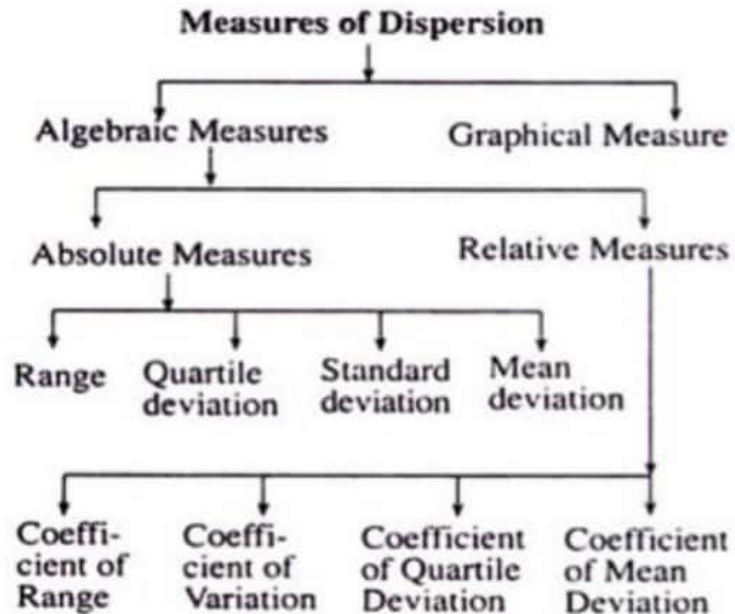 Measures of Dispersion
Algebraic Measures
Graphical Measure
Absolute Measures
Relative Measures
Range
Quartile
deviation
Standard
deviation
Mean
deviation
Coeffi-
cient of
Range
Coeffi-
cient of
Variation
Coefficient
of Quartile
Deviation
Coefficient
of Mean
Deviation